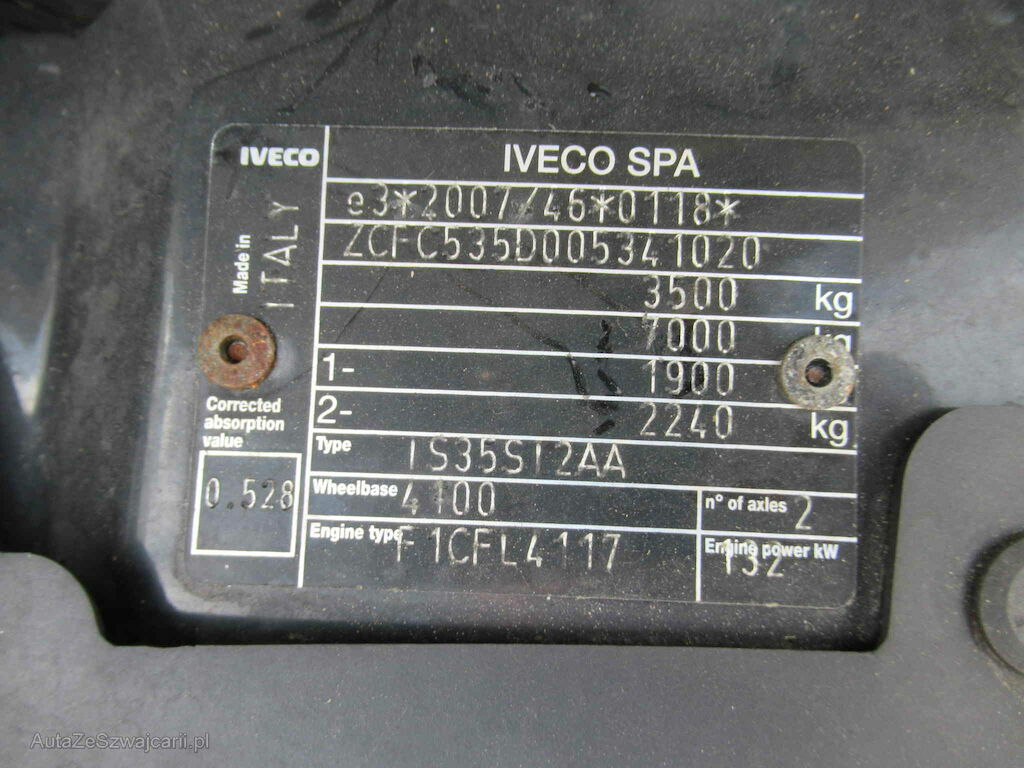 IVECO
IVECO SPA
Made in
ITALY
e3*2007/46*0118*
ZCFC535D005341020
3500 kg
7000 kg
1- 1900
2- 2240 kg
Corrected
absorption
value
0.528
Type IS35SI2AA
Wheelbase 4100
n° of axles 2
Engine type F1CFL4117
Engine power kW 132
AutaZeSzwajcarii.pl